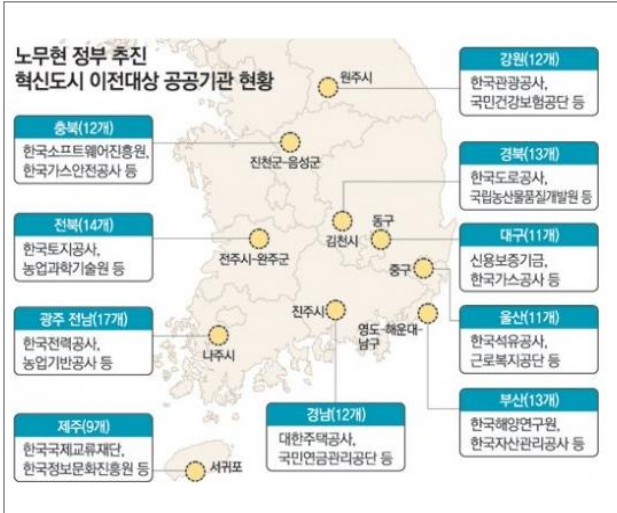 노무현 정부 추진
혁신도시 이전대상 공공기관 현황
강원(12개)
한국관광공사,
국민건강보험공단 등
원주시
충북(12개)
한국소프트웨어진흥원,
한국가스안전공사 등
진천군-음성군
경북(13개)
한국도로공사,
국립농산물품질개발원 등
김천시
전북(14개)
한국토지공사,
농업과학기술원 등
전주시-완주군
동구
대구(11개)
신용보증기금,
한국가스공사 등
중구
광주 전남(17개)
한국전력공사,
농업기반공사 등
나주시
진주시
영도-해운대-
남구
울산(11개)
한국석유공사,
근로복지공단 등
제주(9개)
한국국제교류재단,
한국정보문화진흥원 등
서귀포
경남(12개)
대한주택공사,
국민연금관리공단 등
부산(13개)
한국해양연구원,
한국자산관리공사 등